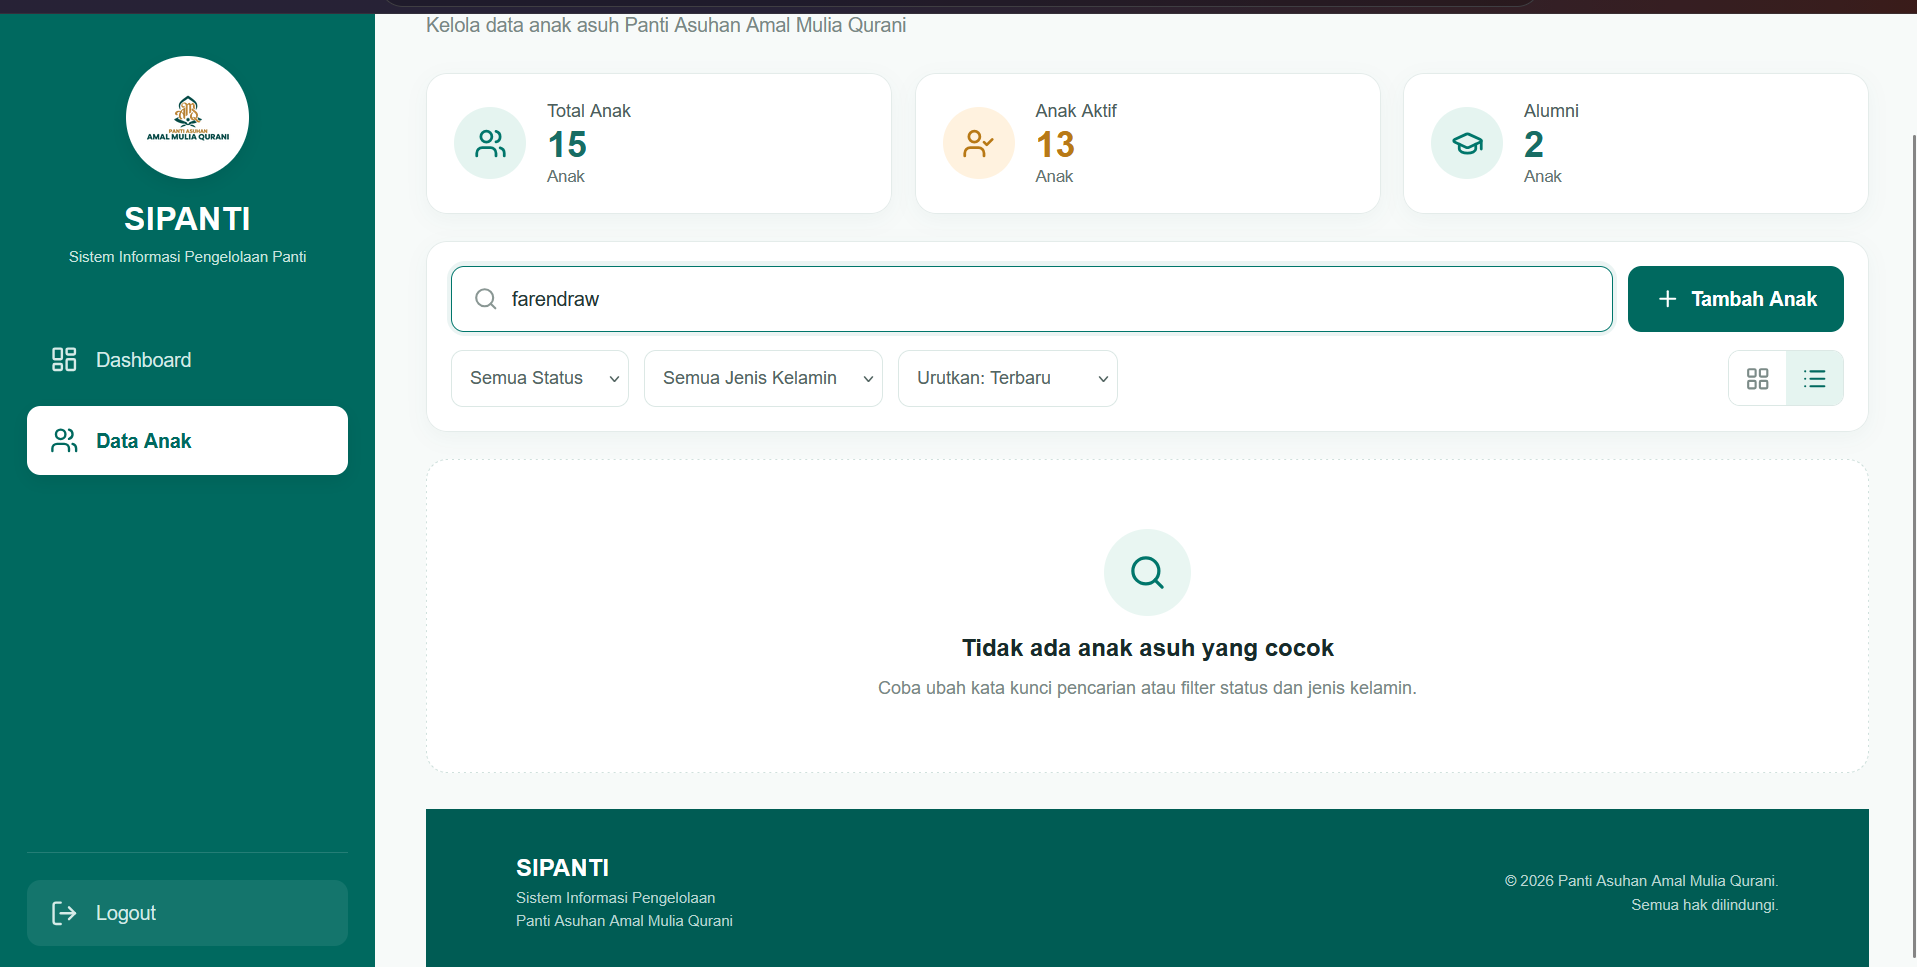 PANTI ASUHAN
AMAL MULIA QURANI
SIPANTI
Sistem Informasi Pengelolaan Panti
Dashboard
Data Anak
Logout
Kelola data anak asuh Panti Asuhan Amal Mulia Qurani
Total Anak
15
Anak
Anak Aktif
13
Anak
Alumni
2
Anak
farendraw
Tambah Anak
Semua Status
Semua Jenis Kelamin
Urutkan: Terbaru
Tidak ada anak asuh yang cocok
Coba ubah kata kunci pencarian atau filter status dan jenis kelamin.
SIPANTI
Sistem Informasi Pengelolaan
Panti Asuhan Amal Mulia Qurani
© 2026 Panti Asuhan Amal Mulia Qurani.
Semua hak dilindungi.